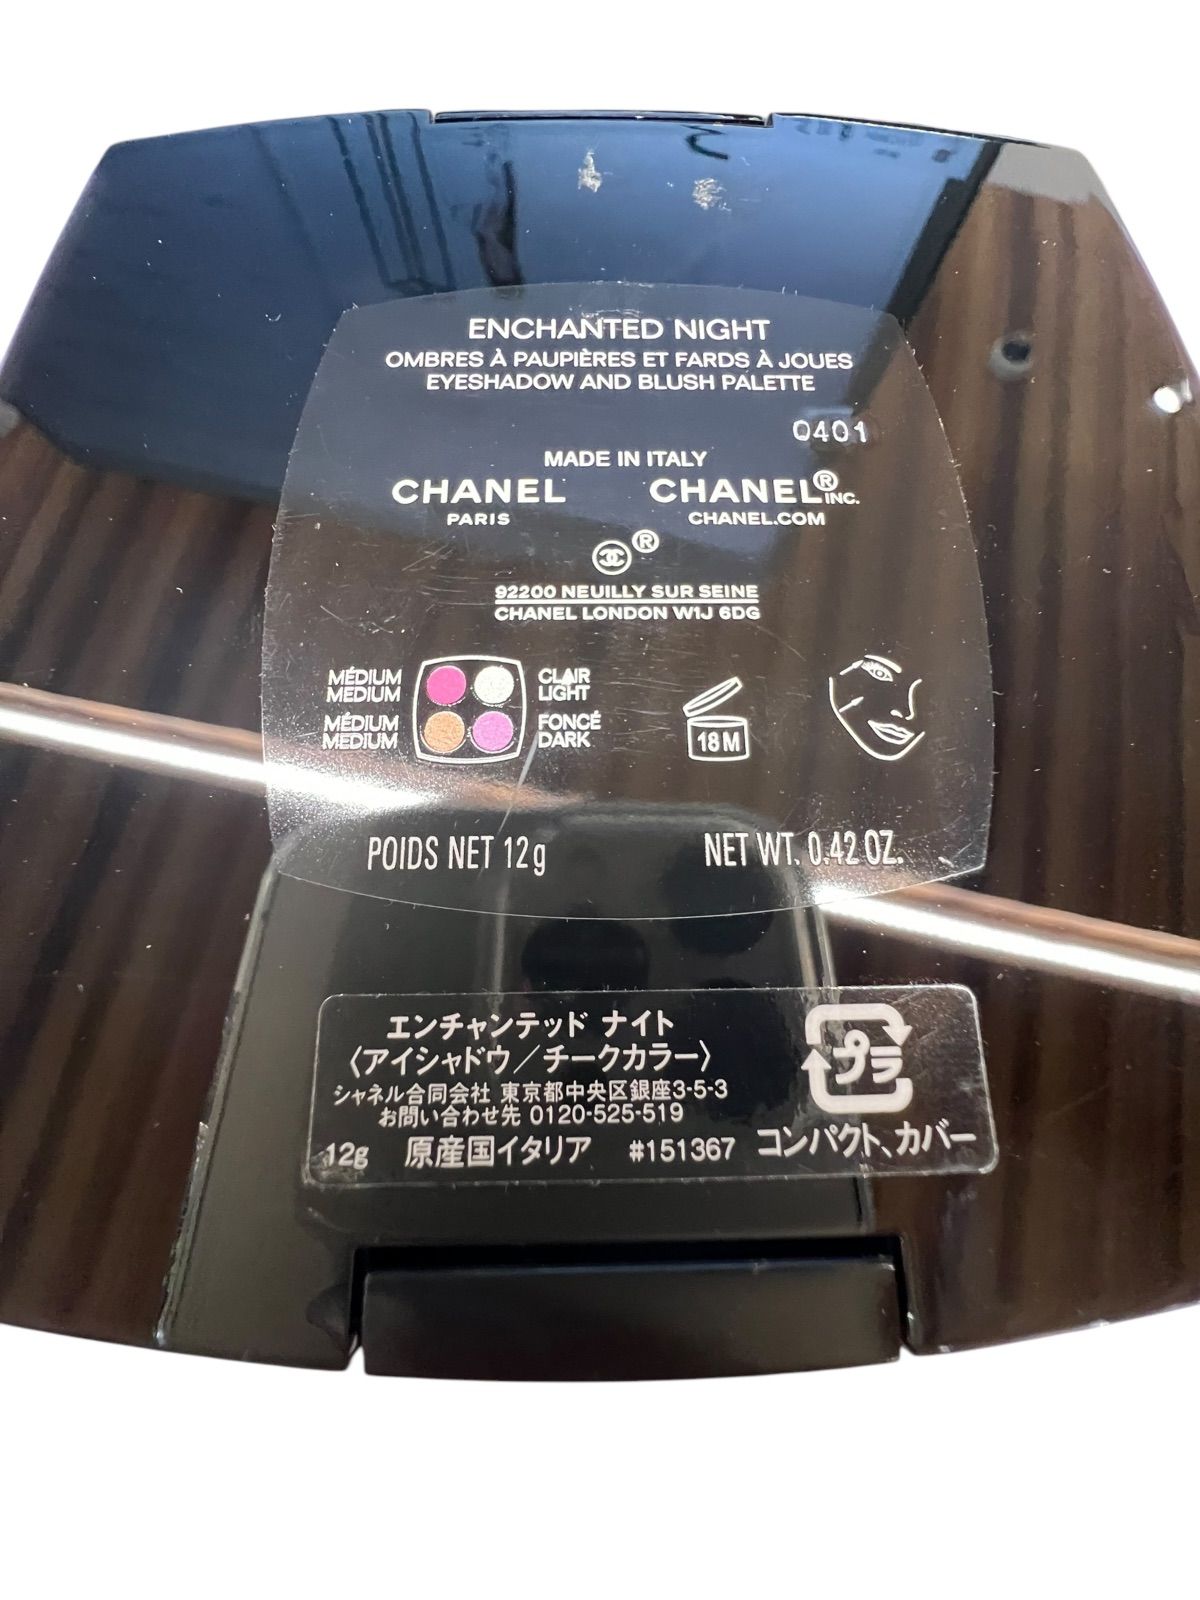 ENCHANTED NIGHT
OMBRES À PAUPIÈRES ET FARDS À JOUES
EYESHADOW AND BLUSH PALETTE
0401
MADE IN ITALY
CHANEL CHANEL® INC.
PARIS CHANEL.COM
®
92200 NEUILLY SUR SEINE
CHANEL LONDON W1J 6DG
MÉDIUM CLAIR
MEDIUM LIGHT
MÉDIUM FONCÉ
MEDIUM DARK
18M
POIDS NET 12g NET WT. 0.42 OZ.
エンチャンテッド ナイト
〈アイシャドウ／チークカラー〉
シャネル合同会社 東京都中央区銀座3-5-3
お問い合わせ先 0120-525-519
12g 原産国イタリア #151367
プラ
コンパクト、カバー